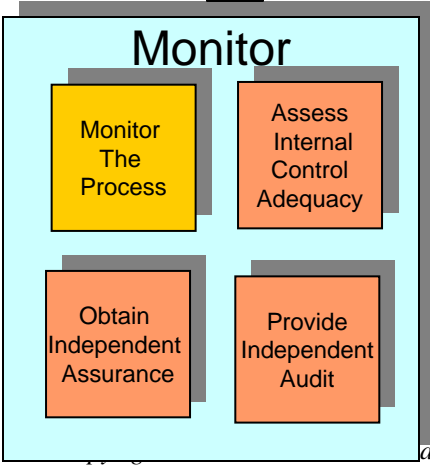 Monitor
Monitor
The
Process
Assess
Internal
Control
Adequacy
Obtain
Independent
Assurance
Provide
Independent
Audit